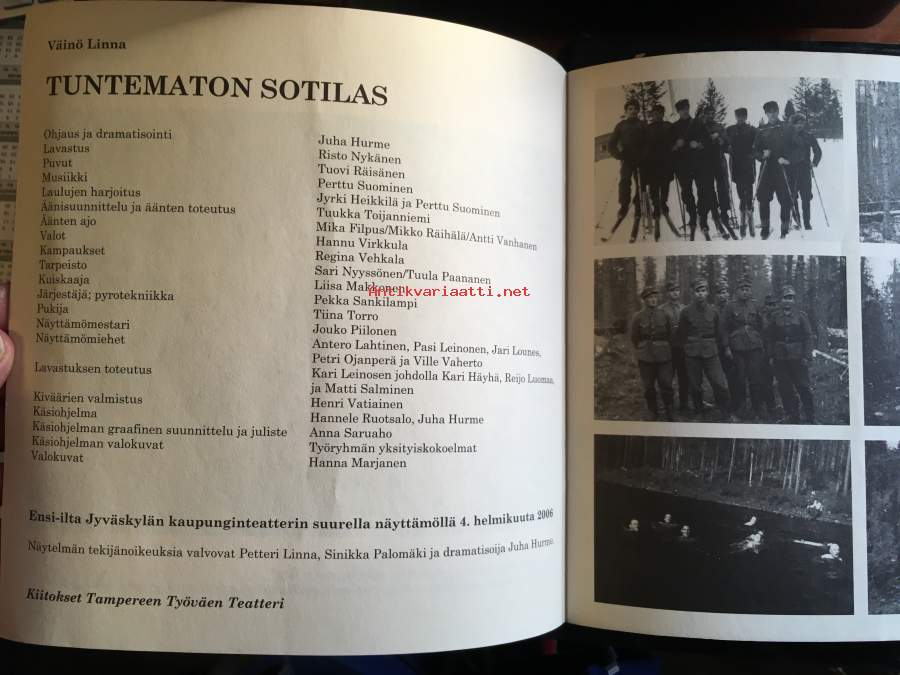 Väinö Linna
TUNTEMATON SOTILAS
Ohjaus ja dramatisointi Juha Hurme
Lavastus Risto Nykänen
Puvut Tuovi Räisänen
Musiikki Perttu Suominen
Laulujen harjoitus Jyrki Heikkilä ja Perttu Suominen
Äänisuunnittelu ja äänten toteutus Tuukka Toijanniemi
Äänten ajo Mika Filpus/Mikko Räihälä/Antti Vanhanen
Valot Hannu Virkkula
Kampaukset Regina Vehkala
Tarpeisto Sari Nyyssönen/Tuula Paananen
Kuiskaaja Liisa Makkonen
Järjestäjä; pyrotekniikka Pekka Sankilampi
Pukija Tiina Torro
Näyttämömestari Jouko Piilonen
Näyttämömiehet Antero Lahtinen, Pasi Leinonen, Jari Lounes,
Petri Ojanperä ja Ville Vaherto
Lavastuksen toteutus Kari Leinosen johdolla Kari Häyhä, Reijo Luomaa,
ja Matti Salminen
Kiväärien valmistus Henri Vatiainen
Käsiohjelma Hannele Ruotsalo, Juha Hurme
Käsiohjelman graafinen suunnittelu ja juliste Anna Saruaho
Käsiohjelman valokuvat Työryhmän yksityiskokoelmat
Valokuvat Hanna Marjanen
Ensi-ilta Jyväskylän kaupunginteatterin suurella näyttämöllä 4. helmikuuta 2006
Näytelmän tekijänoikeuksia valvovat Petteri Linna, Sinikka Palomäki ja dramatisoija Juha Hurme.
Kiitokset Tampereen Työväen Teatteri
Antikvariaatti.net